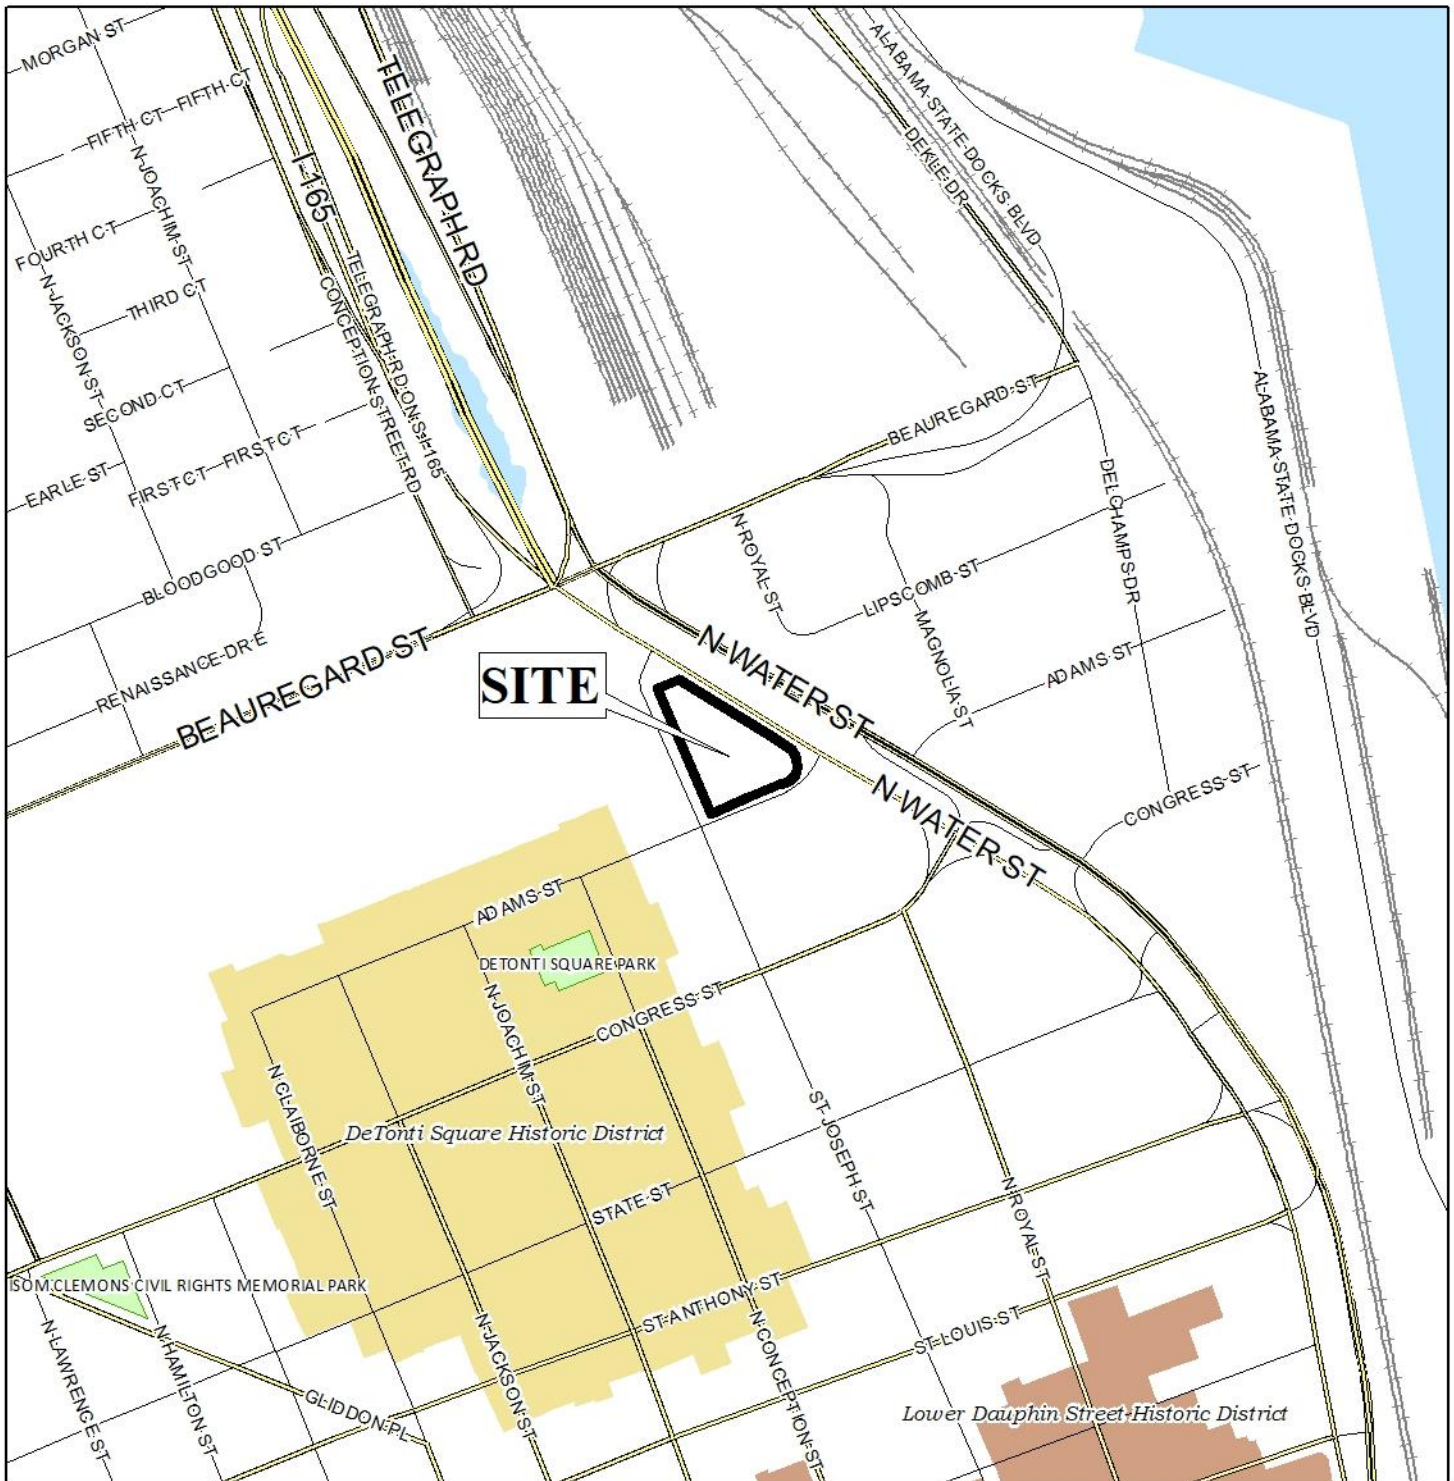 MORGAN ST
FIFTH CT
FIFTH CT
N JOACHIM ST
TELEGRAPH RD
I-165
ALABAMA STATE DOCKS BLVD
DEKLE DR
FOURTH CT
N JACKSON ST
THIRD CT
TELEGRAPH RD ON S I-165
CONCEPTION STREET RD
SECOND CT
FIRST CT
FIRST CT
EARLE ST
BEAUREGARD ST
ALABAMA STATE DOCKS BLVD
DELCHAMPS DR
N ROYAL ST
BLOODGOOD ST
LIPSCOMB ST
MAGNOLIA ST
RENAISSANCE DR E
BEAUREGARD ST
ADAMS ST
SITE
N WATER ST
N WATER ST
CONGRESS ST
ADAMS ST
DETONTI SQUARE PARK
N JOACHIM ST
CONGRESS ST
N CLAIBORNE ST
DeTonti Square Historic District
ST JOSEPH ST
STATE ST
N ROYAL ST
ISOM CLEMONS CIVIL RIGHTS MEMORIAL PARK
ST ANTHONY ST
ST LOUIS ST
N LAWRENCE ST
N HAMILTON ST
GLIDDON PL
N JACKSON ST
N CONCEPTION ST
Lower Dauphin Street Historic District